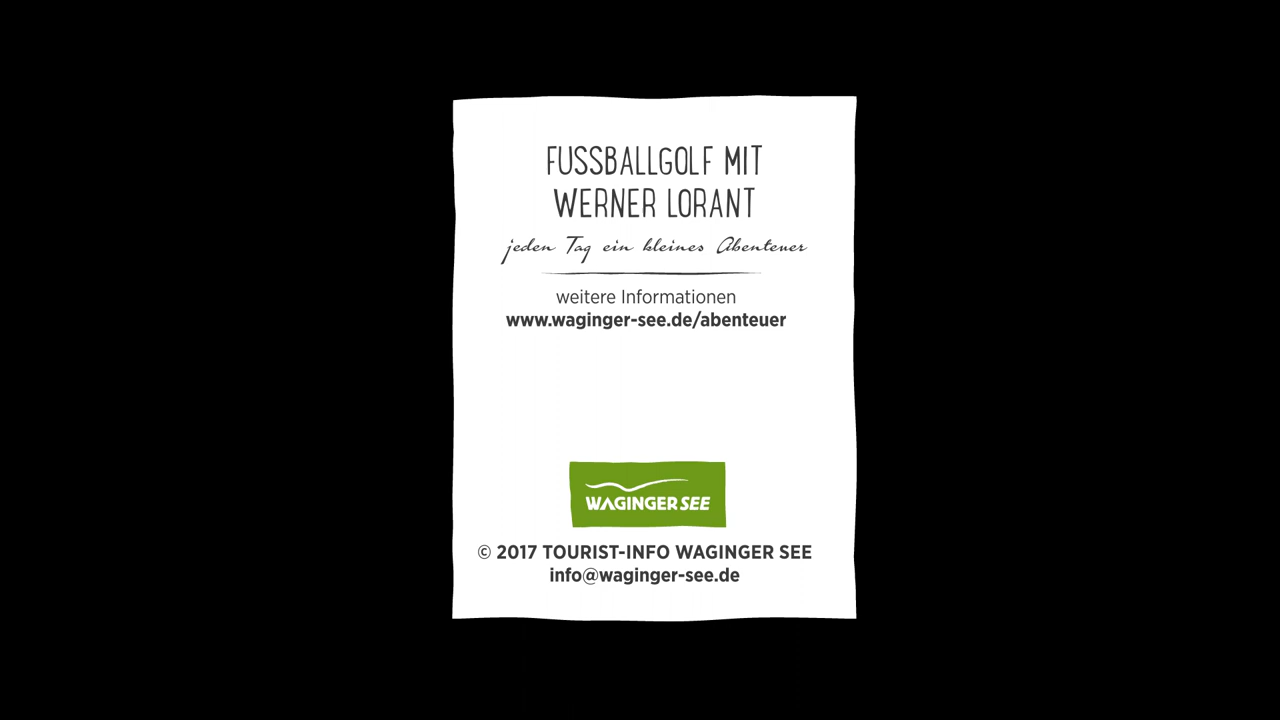 FUSSBALLGOLF MIT
WERNER LORANT
jeden Tag ein kleines Abenteuer
weitere Informationen
www.waginger-see.de/abenteuer
WAGINGER SEE
© 2017 TOURIST-INFO WAGINGER SEE
info@waginger-see.de